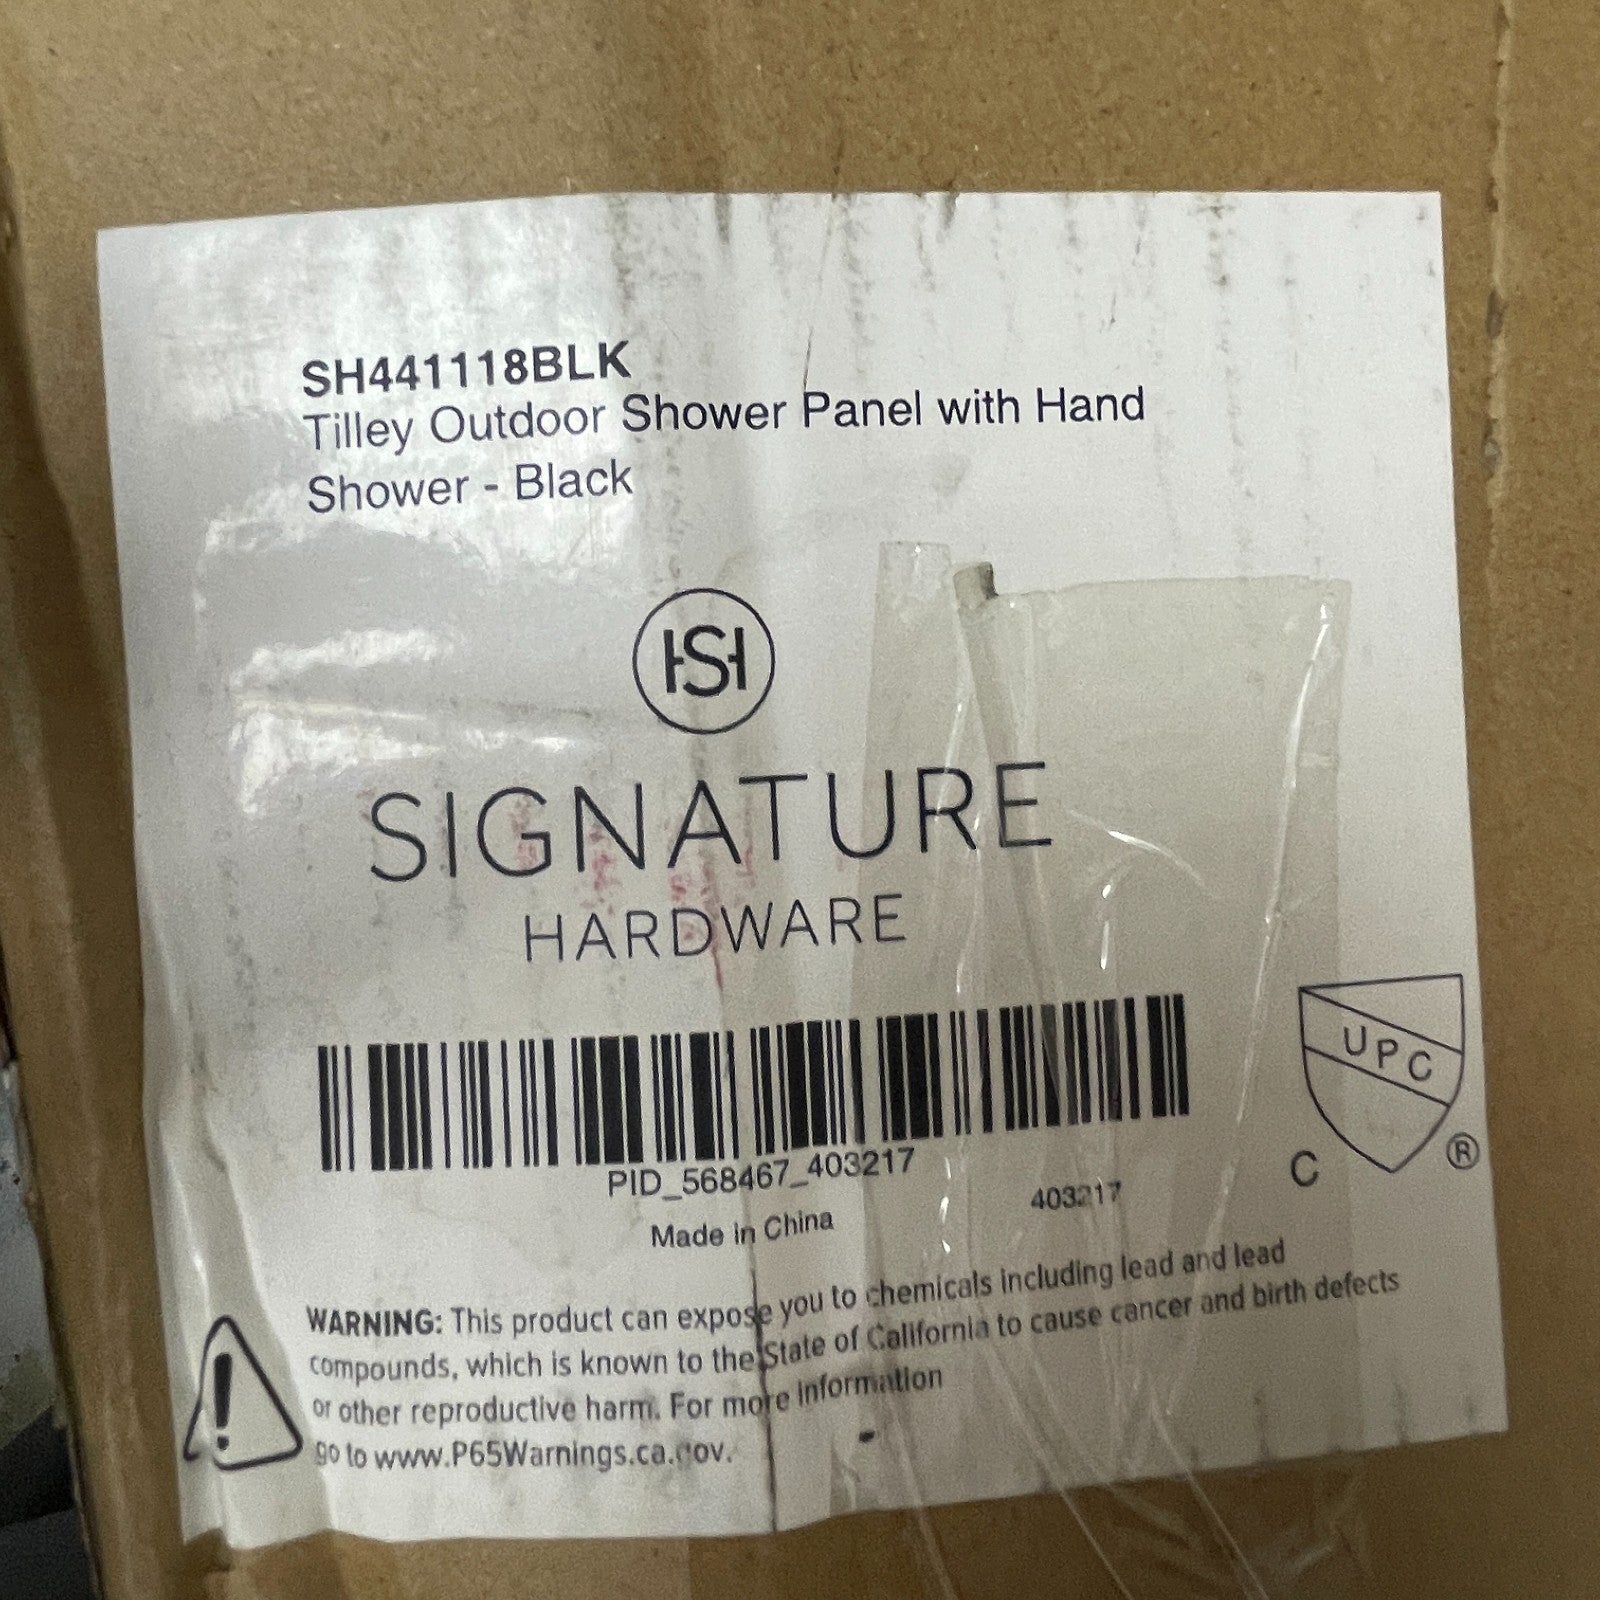 SH441118BLK
Tilley Outdoor Shower Panel with Hand
Shower - Black
HSH
SIGNATURE
HARDWARE
PID_568467_403217
Made in China
403217
UPC
C
®
WARNING: This product can expose you to chemicals including lead and lead
compounds, which is known to the State of California to cause cancer and birth defects
or other reproductive harm. For more information
go to www.P65Warnings.ca.gov.